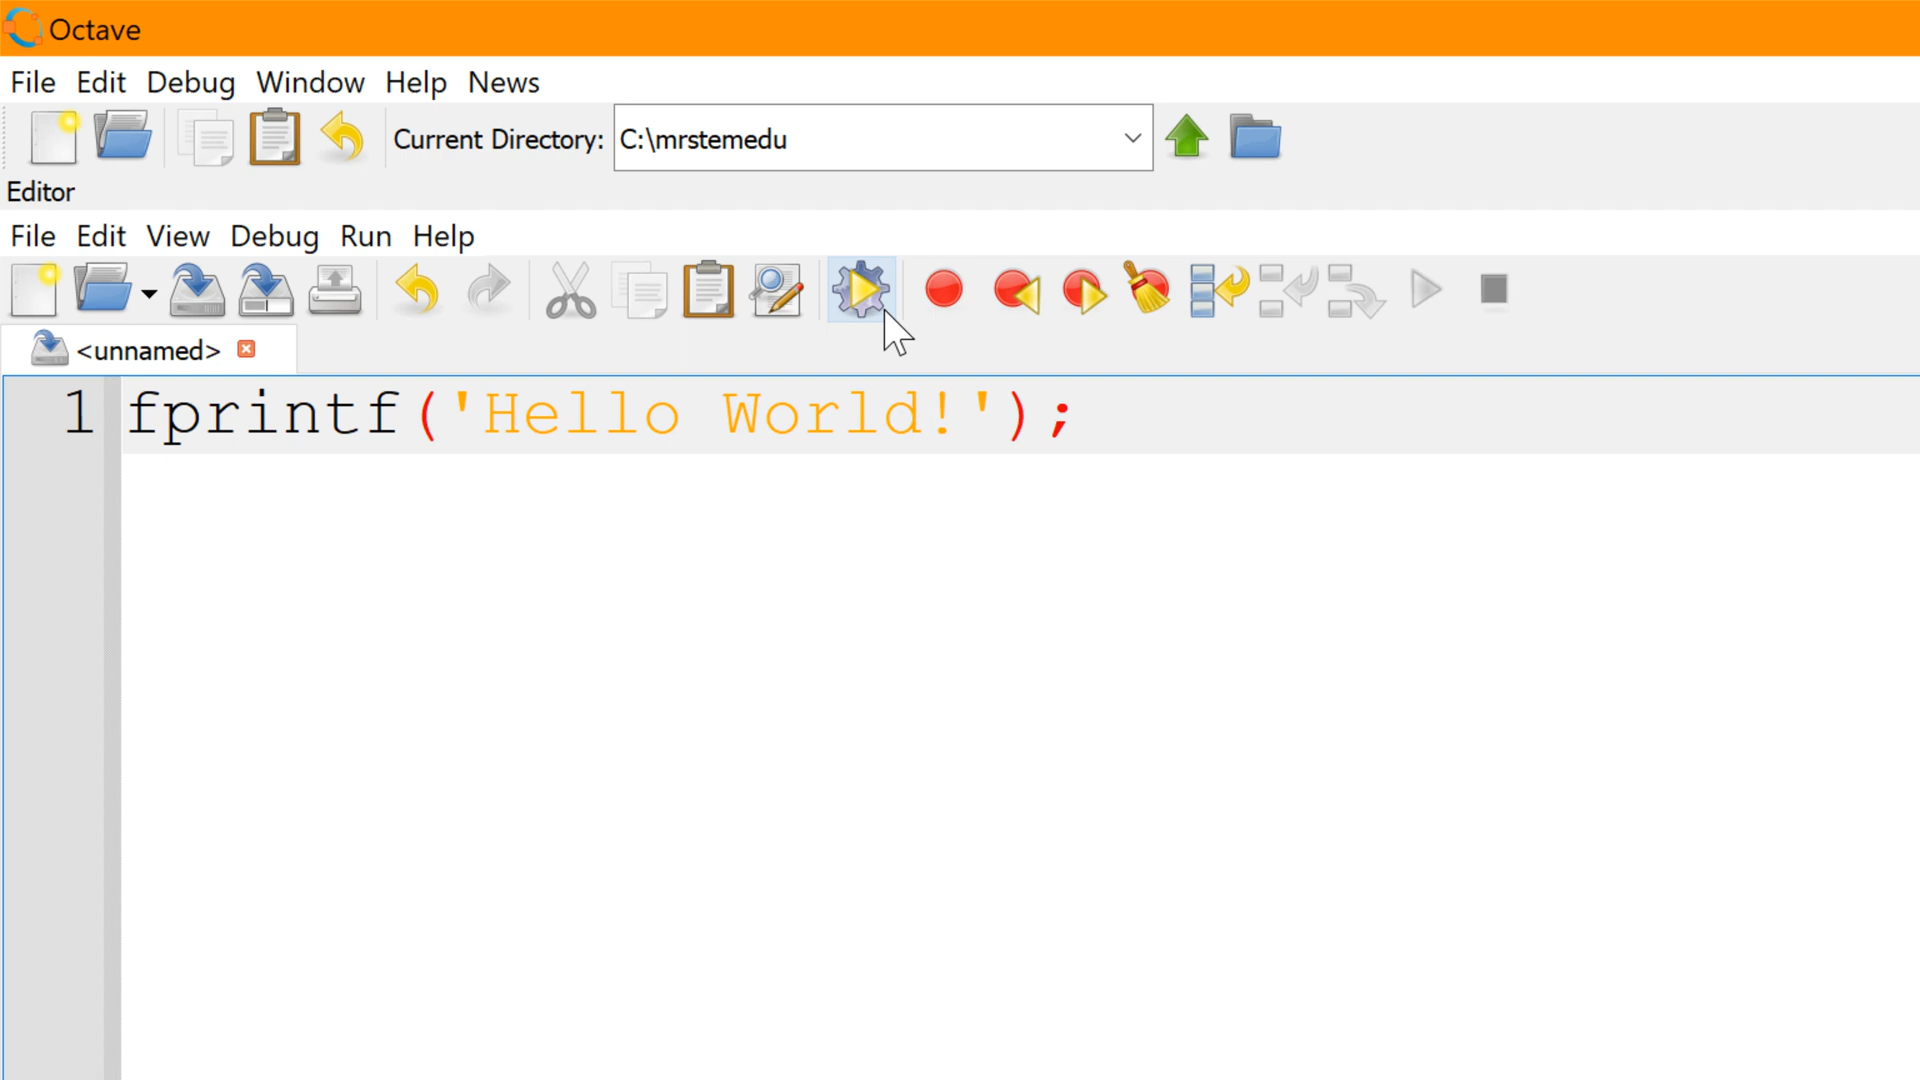 Octave
File Edit Debug Window Help News
Current Directory: C:\mrstemedu
Editor
File Edit View Debug Run Help
<unnamed>
1 fprintf('Hello World!');